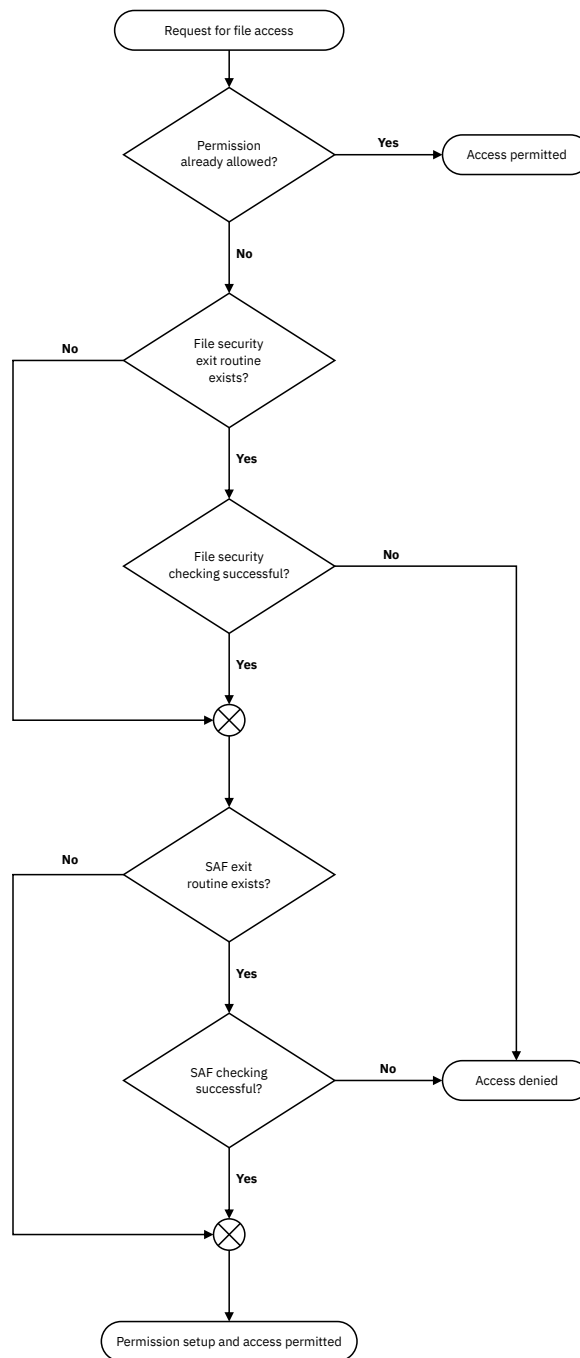 Request for file access
Permission
already allowed?
Yes
Access permitted
No
File security
exit routine
exists?
No
Yes
File security
checking successful?
No
Yes
SAF exit
routine exists?
No
Yes
SAF checking
successful?
No
Access denied
Yes
Permission setup and access permitted